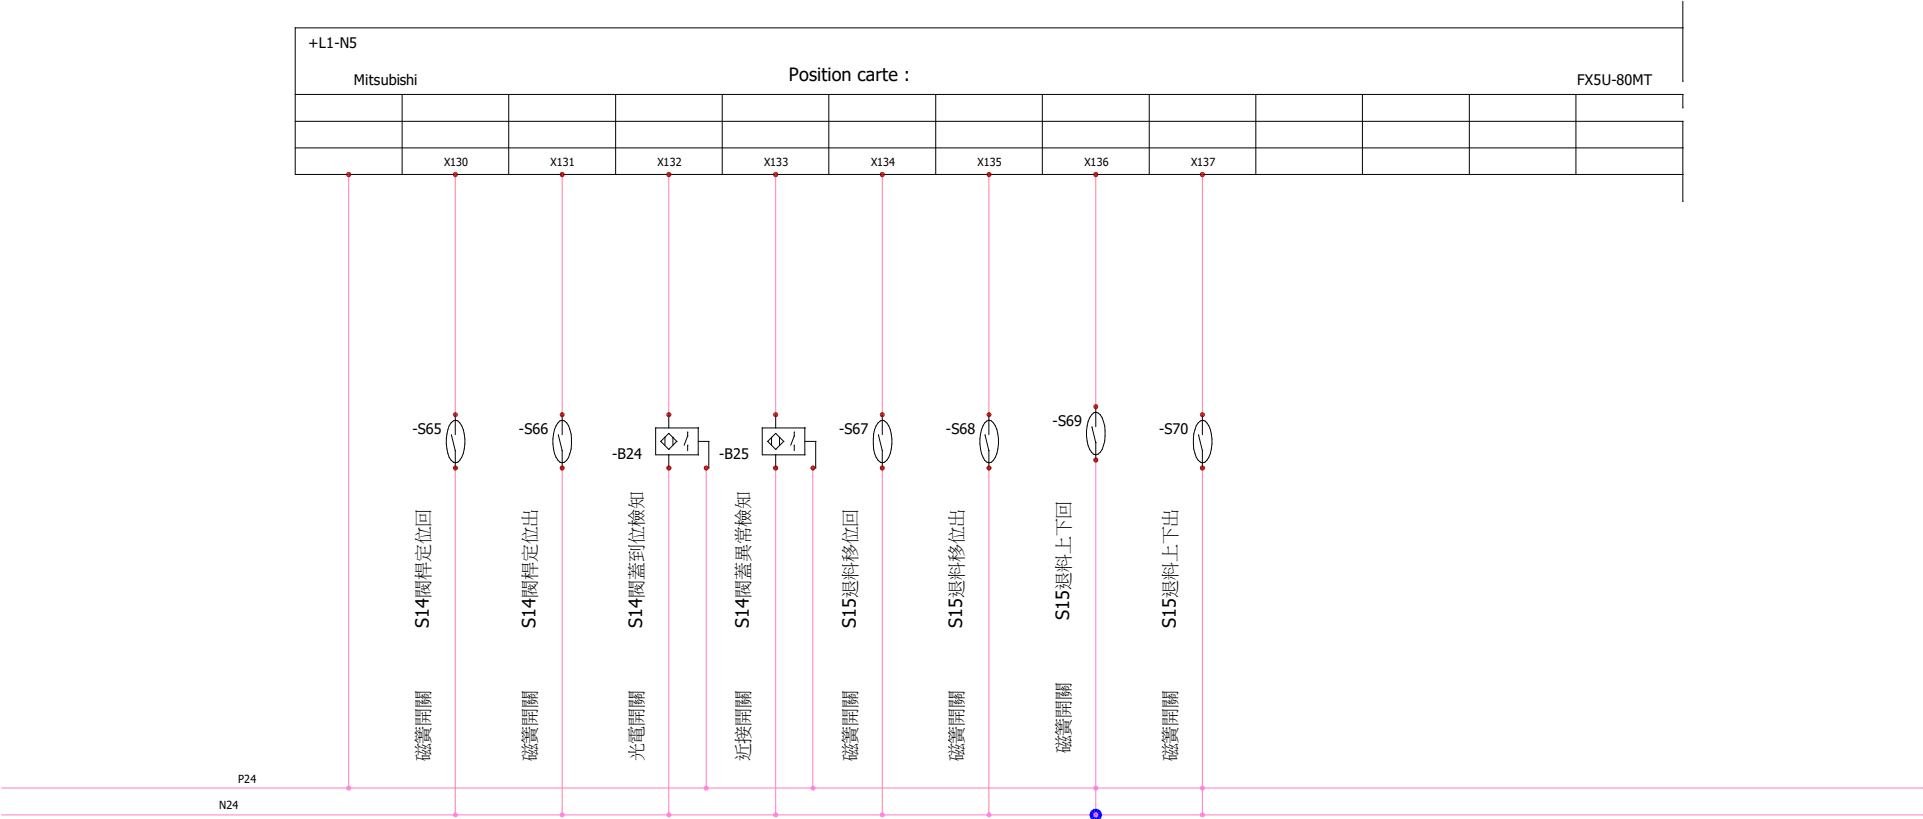 +L1-N5
Mitsubishi
Position carte :
FX5U-80MT
X130
X131
X132
X133
X134
X135
X136
X137
-S65
-S66
-B24
-B25
-S67
-S68
-S69
-S70
磁簧開關 S14閥桿定位回
磁簧開關 S14閥桿定位出
光電開關 S14閥蓋到位檢知
近接開關 S14閥蓋異常檢知
磁簧開關 S15退料移位回
磁簧開關 S15退料移位出
磁簧開關 S15退料上下回
磁簧開關 S15退料上下出
P24
N24